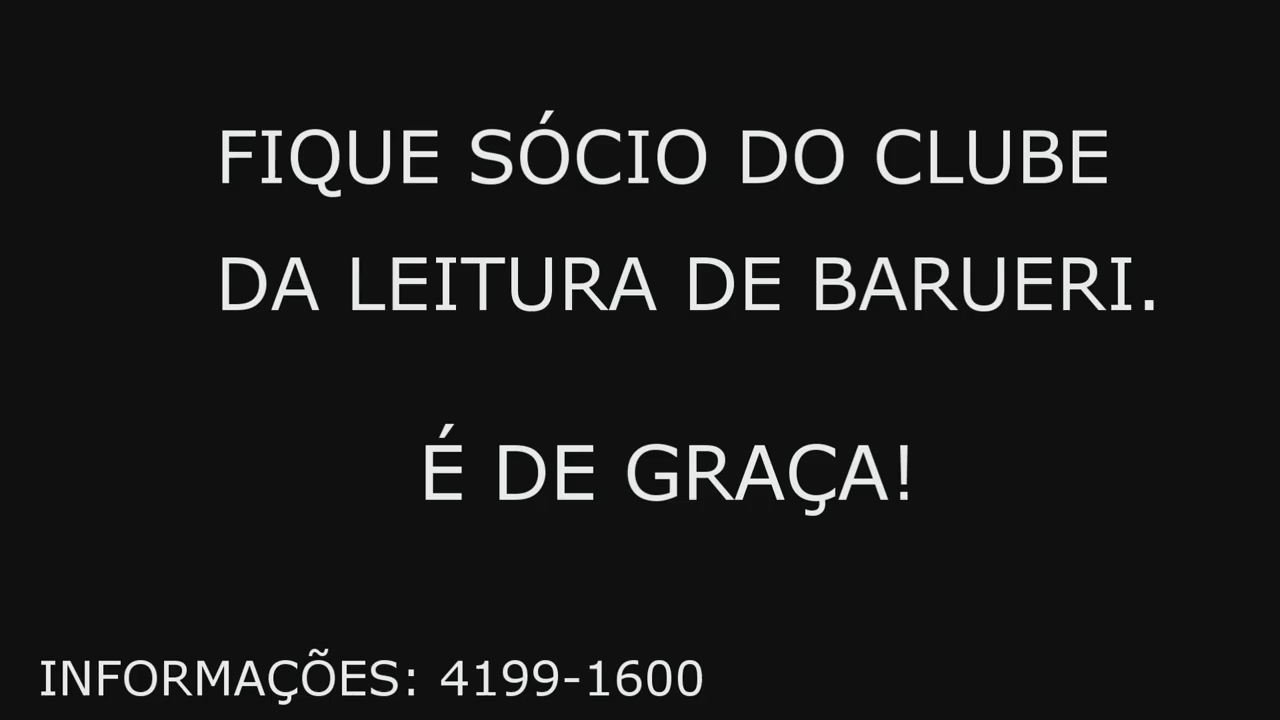 FIQUE SÓCIO DO CLUBE
DA LEITURA DE BARUERI.
É DE GRAÇA!
INFORMAÇÕES: 4199-1600